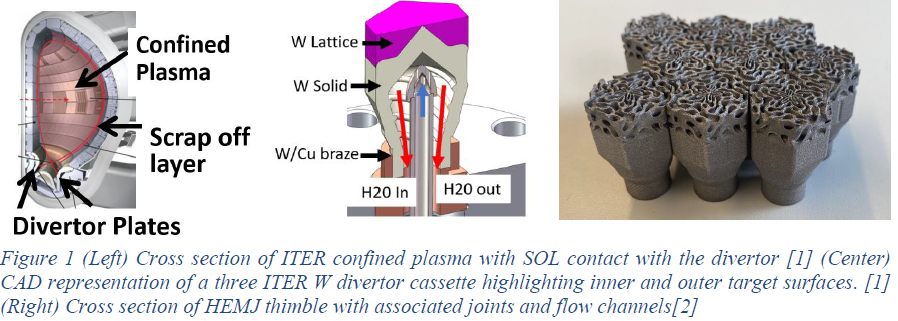 Confined
Plasma
Scrap off
layer
Divertor Plates
W Lattice
W Solid
W/Cu braze
H20 In
H20 out
Figure 1 (Left) Cross section of ITER confined plasma with SOL contact with the divertor [1] (Center)
CAD representation of a three ITER W divertor cassette highlighting inner and outer target surfaces. [1]
(Right) Cross section of HEMJ thimble with associated joints and flow channels[2]